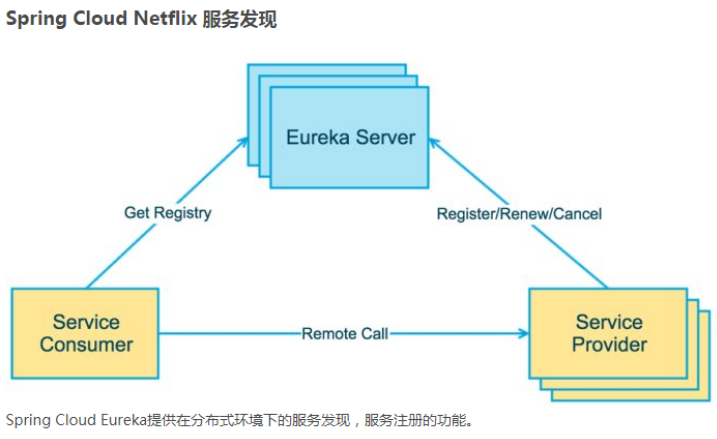 Spring Cloud Netflix 服务发现
Eureka Server
Get Registry
Register/Renew/Cancel
Service
Consumer
Remote Call
Service
Provider
Spring Cloud Eureka提供在分布式环境下的服务发现，服务注册的功能。